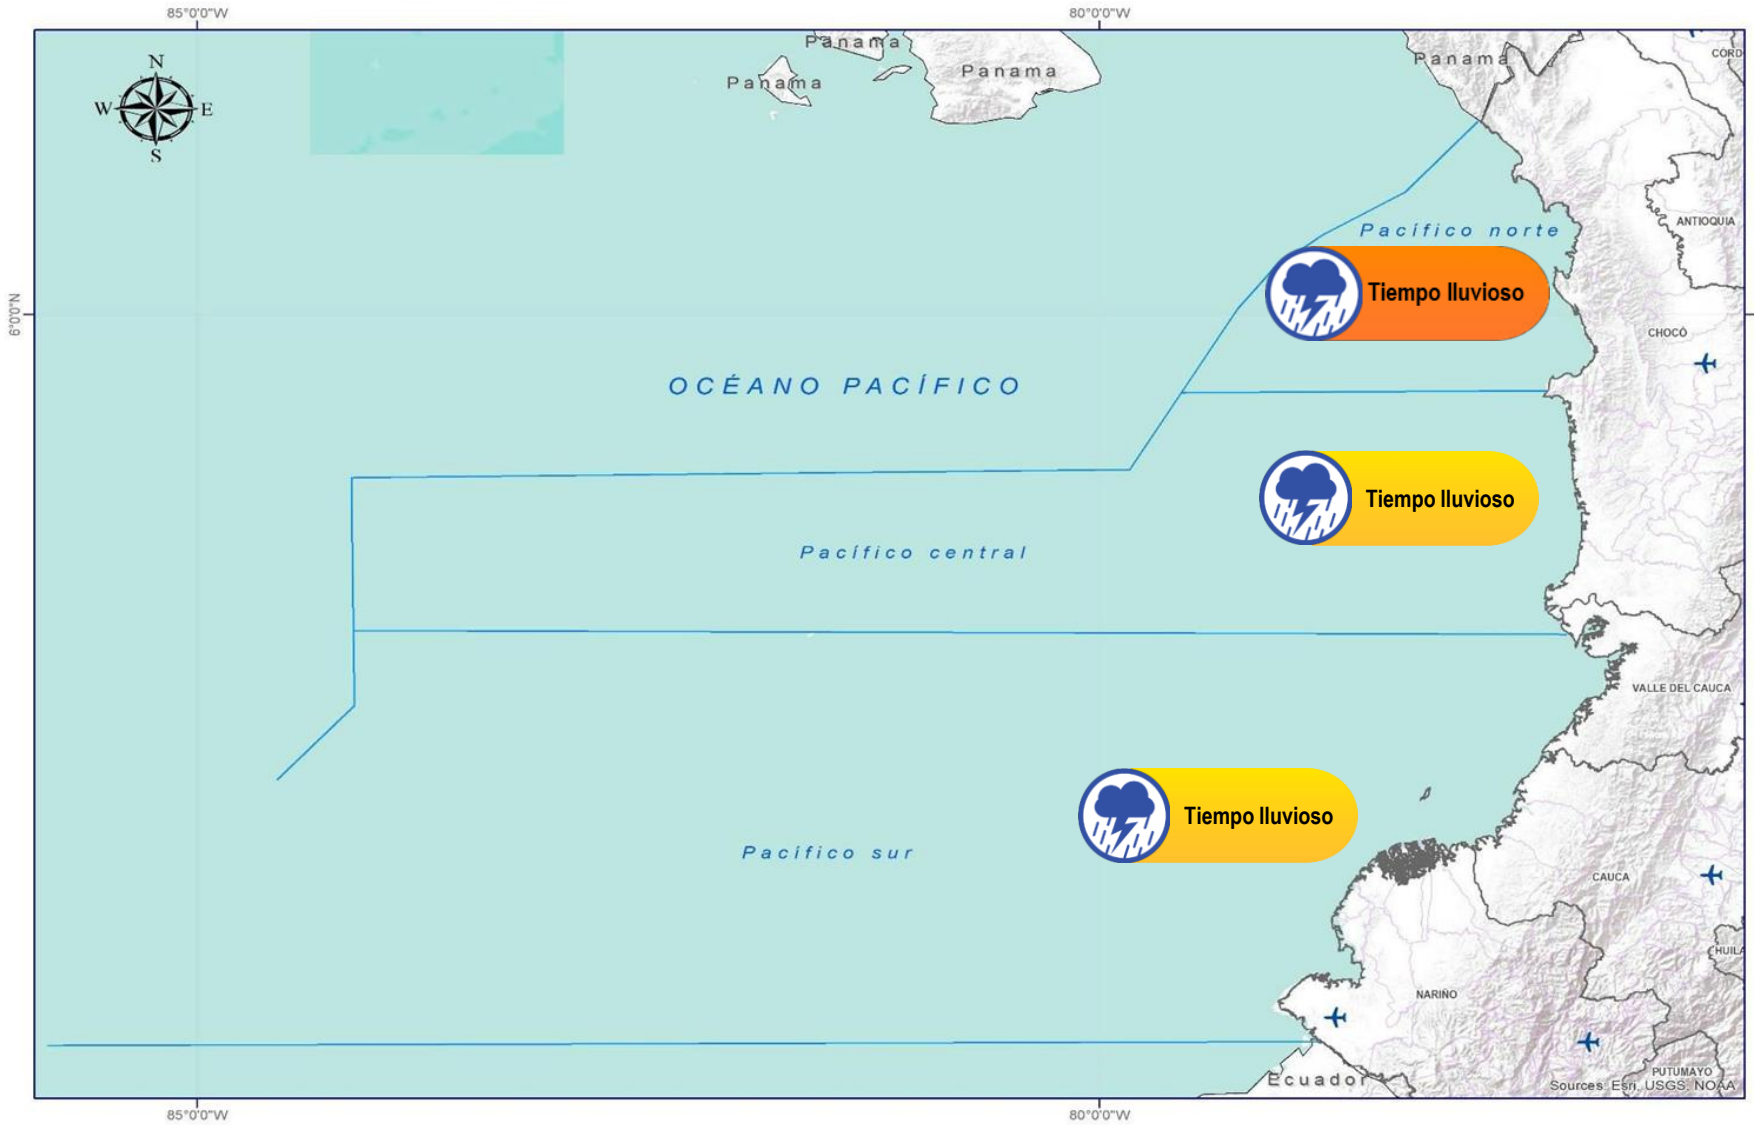 85°0'0"W
80°0'0"W
Panama
Panama
Panama
Panama
CORD
N
W
E
S
ANTIOQUIA
Pacífico norte
Tiempo lluvioso
6°0'0"N
CHOCÓ
OCÉANO PACÍFICO
Tiempo lluvioso
Pacífico central
VALLE DEL CAUCA
Tiempo lluvioso
Pacífico sur
CAUCA
HUILA
NARIÑO
PUTUMAYO
Ecuador
Sources: Esri, USGS, NOAA
85°0'0"W
80°0'0"W